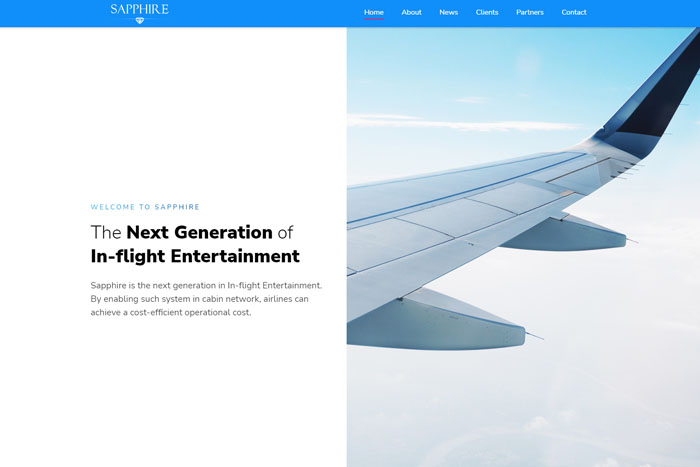 SAPPHIRE
Home About News Clients Partners Contact
WELCOME TO SAPPHIRE
The Next Generation of
In-flight Entertainment
Sapphire is the next generation in In-flight Entertainment.
By enabling such system in cabin network, airlines can
achieve a cost-efficient operational cost.